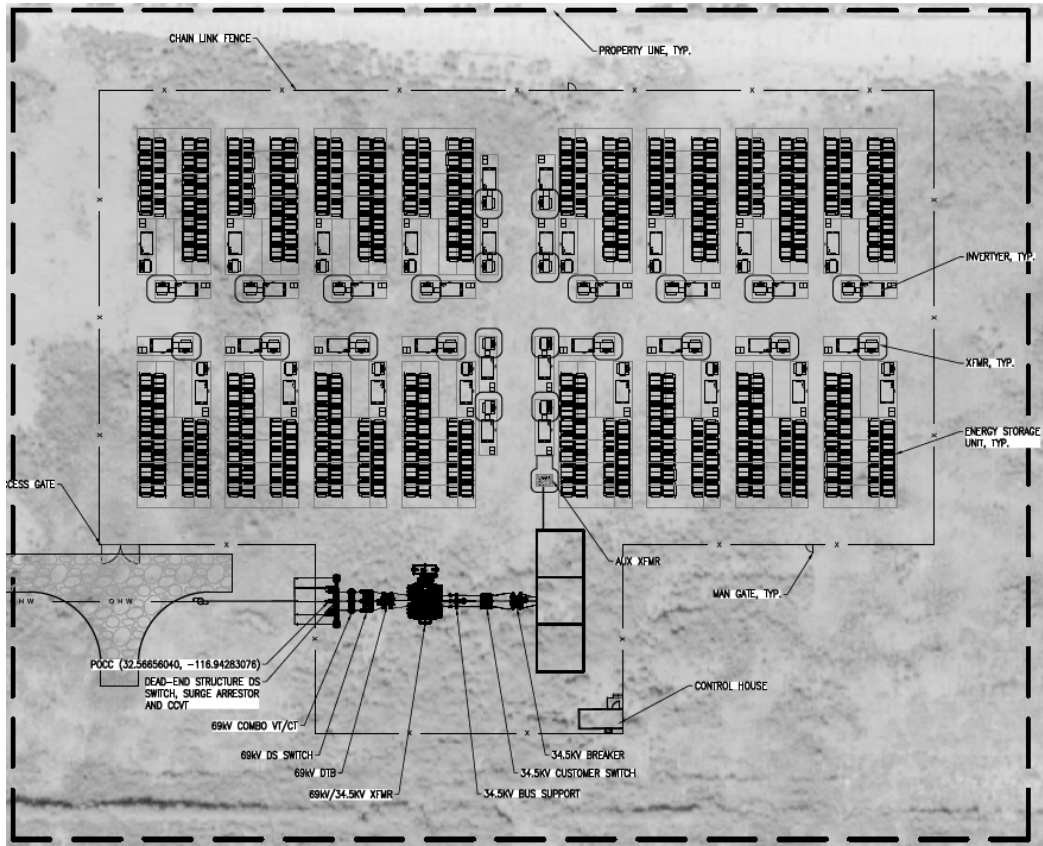 CHAIN LINK FENCE
PROPERTY LINE, TYP.
INVERTYER, TYP.
XFMR, TYP.
ENERGY STORAGE
UNIT, TYP.
CCESS GATE
AUX XFMR
MAN GATE, TYP.
HW
OHW
POCC (32.56656040, -116.94283076)
DEAD-END STRUCTURE DS
SWITCH, SURGE ARRESTOR
AND CCVT
CONTROL HOUSE
69kV COMBO VT/CT
69kV DS SWITCH
34.5KV BREAKER
69kV DTB
34.5KV CUSTOMER SWITCH
69kV/34.5KV XFMR
34.5KV BUS SUPPORT